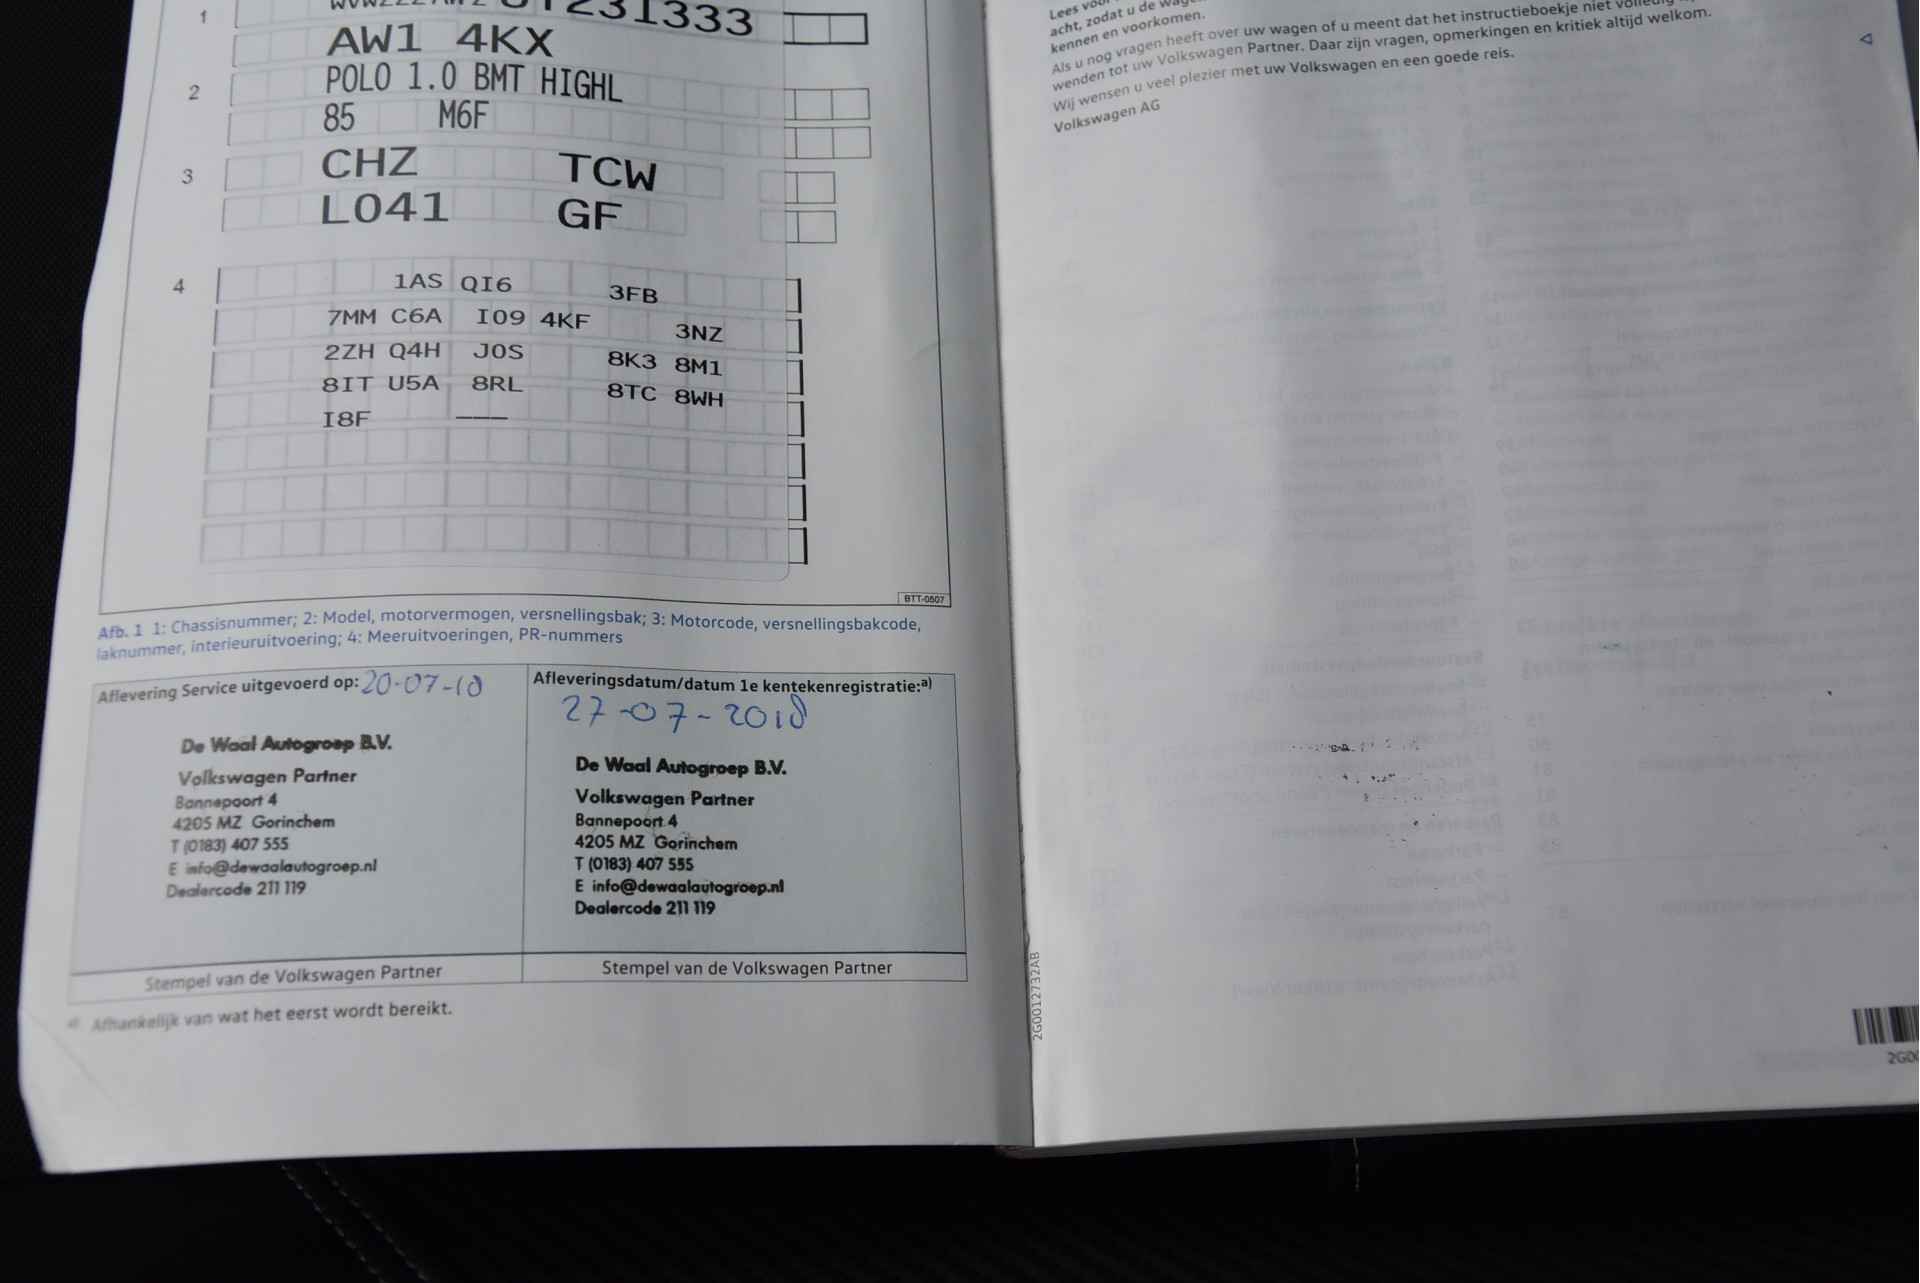 1
31333
AW1 4KX
2
POLO 1.0 BMT HIGHL
85 M6F
3
CHZ TCW
L041 GF
4
1AS QI6 3FB
7MM C6A I09 4KF 3NZ
2ZH Q4H J0S 8K3 8M1
8IT U5A 8RL 8TC 8WH
I8F ---
BTT-0507
Afb. 1 1: Chassisnummer; 2: Model, motorvermogen, versnellingsbak; 3: Motorcode, versnellingsbakcode,
laknummer, interieuruitvoering; 4: Meeruitvoeringen, PR-nummers
Aflevering Service uitgevoerd op: 20-07-18
De Waal Autogroep B.V.
Volkswagen Partner
Bannepoort 4
4205 MZ Gorinchem
T (0183) 407 555
E info@dewaalautogroep.nl
Dealercode 211 119
Stempel van de Volkswagen Partner
Afleveringsdatum/datum 1e kentekenregistratie:a)
27-07-2018
De Waal Autogroep B.V.
Volkswagen Partner
Bannepoort 4
4205 MZ Gorinchem
T (0183) 407 555
E info@dewaalautogroep.nl
Dealercode 211 119
Stempel van de Volkswagen Partner
a) Afhankelijk van wat het eerst wordt bereikt.
2G0012732AB
Lees
acht, zodat u de
kennen en voorkomen.
Als u nog vragen heeft over uw wagen of u meent dat het instructieboekje niet
wenden tot uw Volkswagen Partner. Daar zijn vragen, opmerkingen en kritiek altijd welkom.
Wij wensen u veel plezier met uw Volkswagen en een goede reis.
Volkswagen AG
2G00